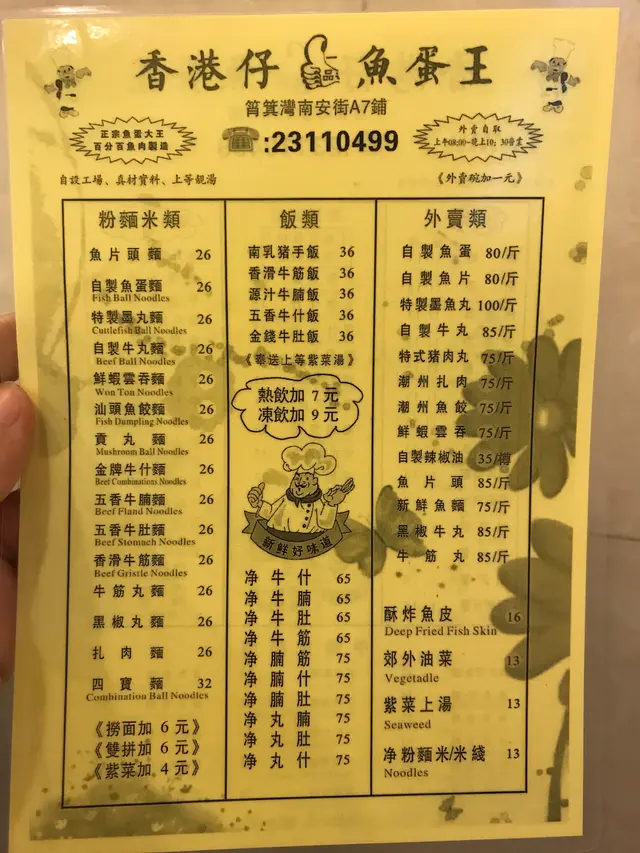 香港仔 魚蛋王
筲箕灣南安街A7鋪
☎:23110499
正宗魚蛋大王
百分百魚肉製造
外賣自取
上午08:00-晚上10:30音室
自設工場、真材實料、上等靚湯
《外賣碗加一元》
粉麵米類
魚片頭麵 26
自製魚蛋麵 26
Fish Ball Noodles
特製墨丸麵 26
Cuttlefish Ball Noodles
自製牛丸麵 26
Beef Ball Noodles
鮮蝦雲吞麵 26
Won Ton Noodles
汕頭魚餃麵 26
Fish Dumpling Noodles
貢丸麵 26
Mushroom Ball Noodles
金牌牛什麵 26
Beef Combinations Noodles
五香牛腩麵 26
Beef Fland Noodles
五香牛肚麵 26
Beef Stomach Noodles
香滑牛筋麵 26
Beef Gristle Noodles
牛筋丸麵 26
黑椒丸麵 26
扎肉麵 26
四寶麵 32
Combination Ball Noodles
《撈面加 6 元》
《雙拼加 6 元》
《紫菜加 4 元》
飯類
南乳豬手飯 36
香滑牛筋飯 36
源汁牛腩飯 36
五香牛什飯 36
金錢牛肚飯 36
《奉送上等紫菜湯》
熱飲加 7 元
凍飲加 9 元
新鮮好味道
净牛什 65
净牛腩 65
净牛肚 65
净牛筋 65
净腩筋 75
净腩什 75
净腩肚 75
净丸腩 75
净丸肚 75
净丸什 75
外賣類
自製魚蛋 80/斤
自製魚片 80/斤
特製墨魚丸 100/斤
自製牛丸 85/斤
特式豬肉丸 75/斤
潮州扎肉 75/斤
潮州魚餃 75/斤
鮮蝦雲吞 75/斤
自製辣椒油 35/樽
魚片頭 85/斤
新鮮魚麵 75/斤
黑椒牛丸 85/斤
牛筋丸 85/斤
酥炸魚皮 16
Deep Fried Fish Skin
郊外油菜 13
Vegetadle
紫菜上湯 13
Seaweed
净粉麵米/米綫 13
Noodles